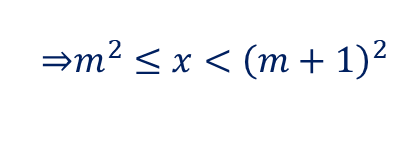 ⇒m² ≤ x < (m + 1)²